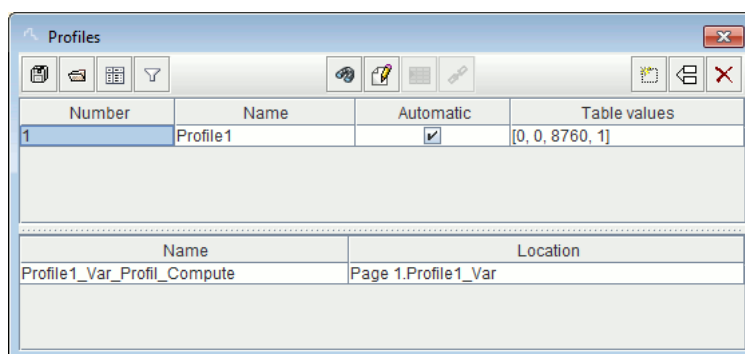 Profiles
Number Name Automatic Table values
1 Profile1 [0, 0, 8760, 1]
Name Location
Profile1_Var_Profil_Compute Page 1.Profile1_Var